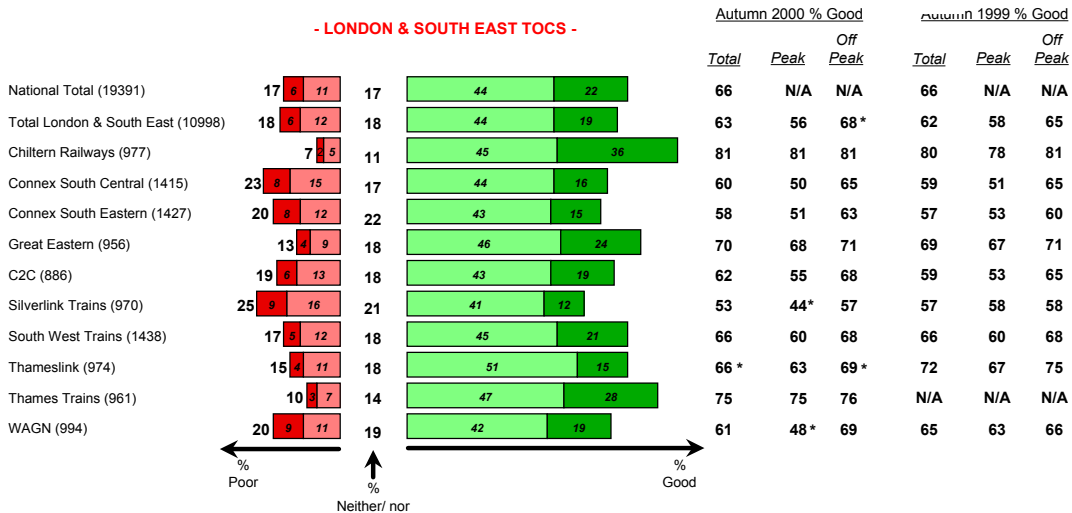 - LONDON & SOUTH EAST TOCS -
Autumn 2000 % Good Autumn 1999 % Good
Total Peak Off Peak Total Peak Off Peak
National Total (19391) 17 6 11 17 44 22 66 N/A N/A 66 N/A N/A
Total London & South East (10998) 18 6 12 18 44 19 63 56 68 * 62 58 65
Chiltern Railways (977) 7 2 5 11 45 36 81 81 81 80 78 81
Connex South Central (1415) 23 8 15 17 44 16 60 50 65 59 51 65
Connex South Eastern (1427) 20 8 12 22 43 15 58 51 63 57 53 60
Great Eastern (956) 13 4 9 18 46 24 70 68 71 69 67 71
C2C (886) 19 6 13 18 43 19 62 55 68 59 53 65
Silverlink Trains (970) 25 9 16 21 41 12 53 44 * 57 57 58 58
South West Trains (1438) 17 5 12 18 45 21 66 60 68 66 60 68
Thameslink (974) 15 4 11 18 51 15 66 * 63 69 * 72 67 75
Thames Trains (961) 10 3 7 14 47 28 75 75 76 N/A N/A N/A
WAGN (994) 20 9 11 19 42 19 61 48 * 69 65 63 66
% Poor
% Neither/ nor
% Good